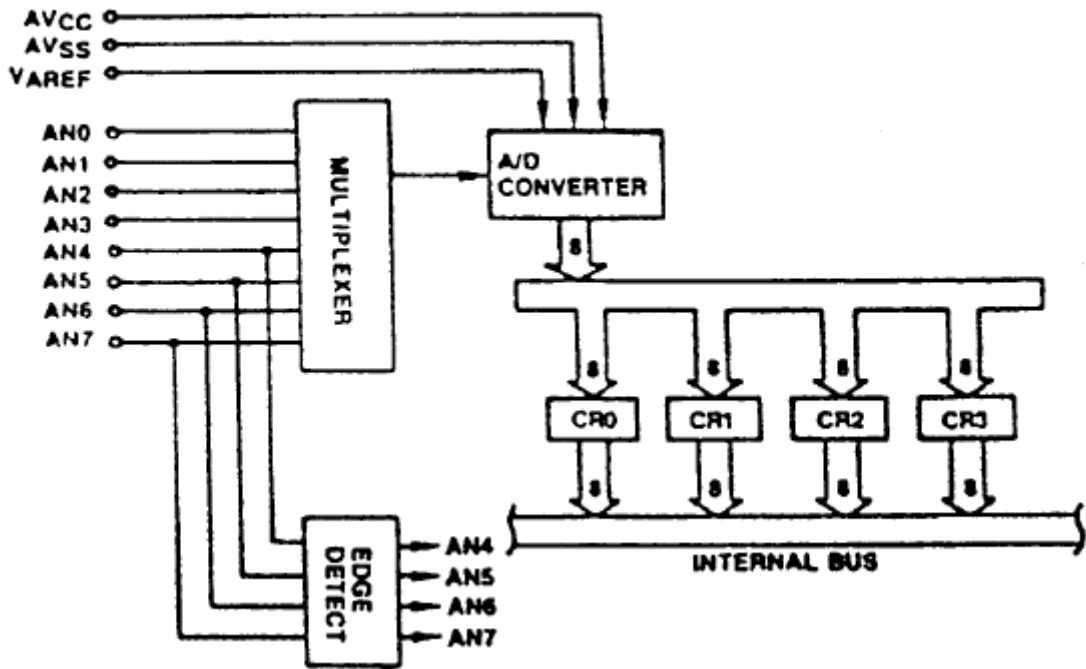 AVCC
AVSS
VAREF
AN0
AN1
AN2
AN3
AN4
AN5
AN6
AN7
MULTIPLEXER
A/D
CONVERTER
8
8
8
8
8
CR0
CR1
CR2
CR3
8
8
8
8
INTERNAL BUS
EDGE
DETECT
AN4
AN5
AN6
AN7